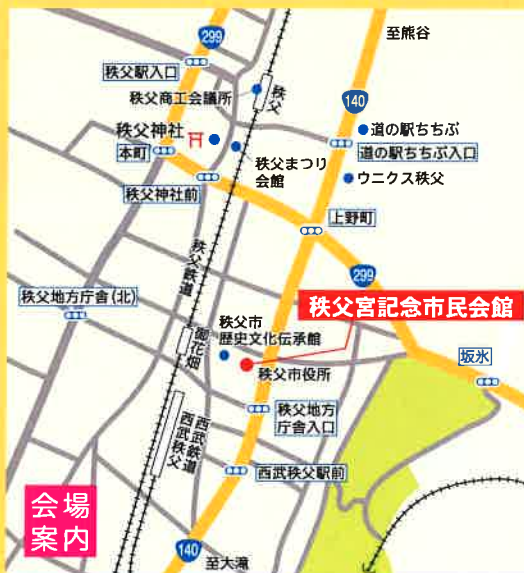 299
至熊谷
秩父駅入口
秩父
秩父商工会議所
140
秩父神社
道の駅ちちぶ
本町
道の駅ちちぶ入口
秩父まつり
会館
ウニクス秩父
秩父神社前
上野町
秩父鉄道
299
秩父地方庁舎(北)
秩父宮記念市民会館
秩父市
歴史文化伝承館
御花畑
坂氷
秩父市役所
秩父地方
庁舎入口
西武鉄道
西武秩父
西武秩父駅前
会場
案内
140
至大滝